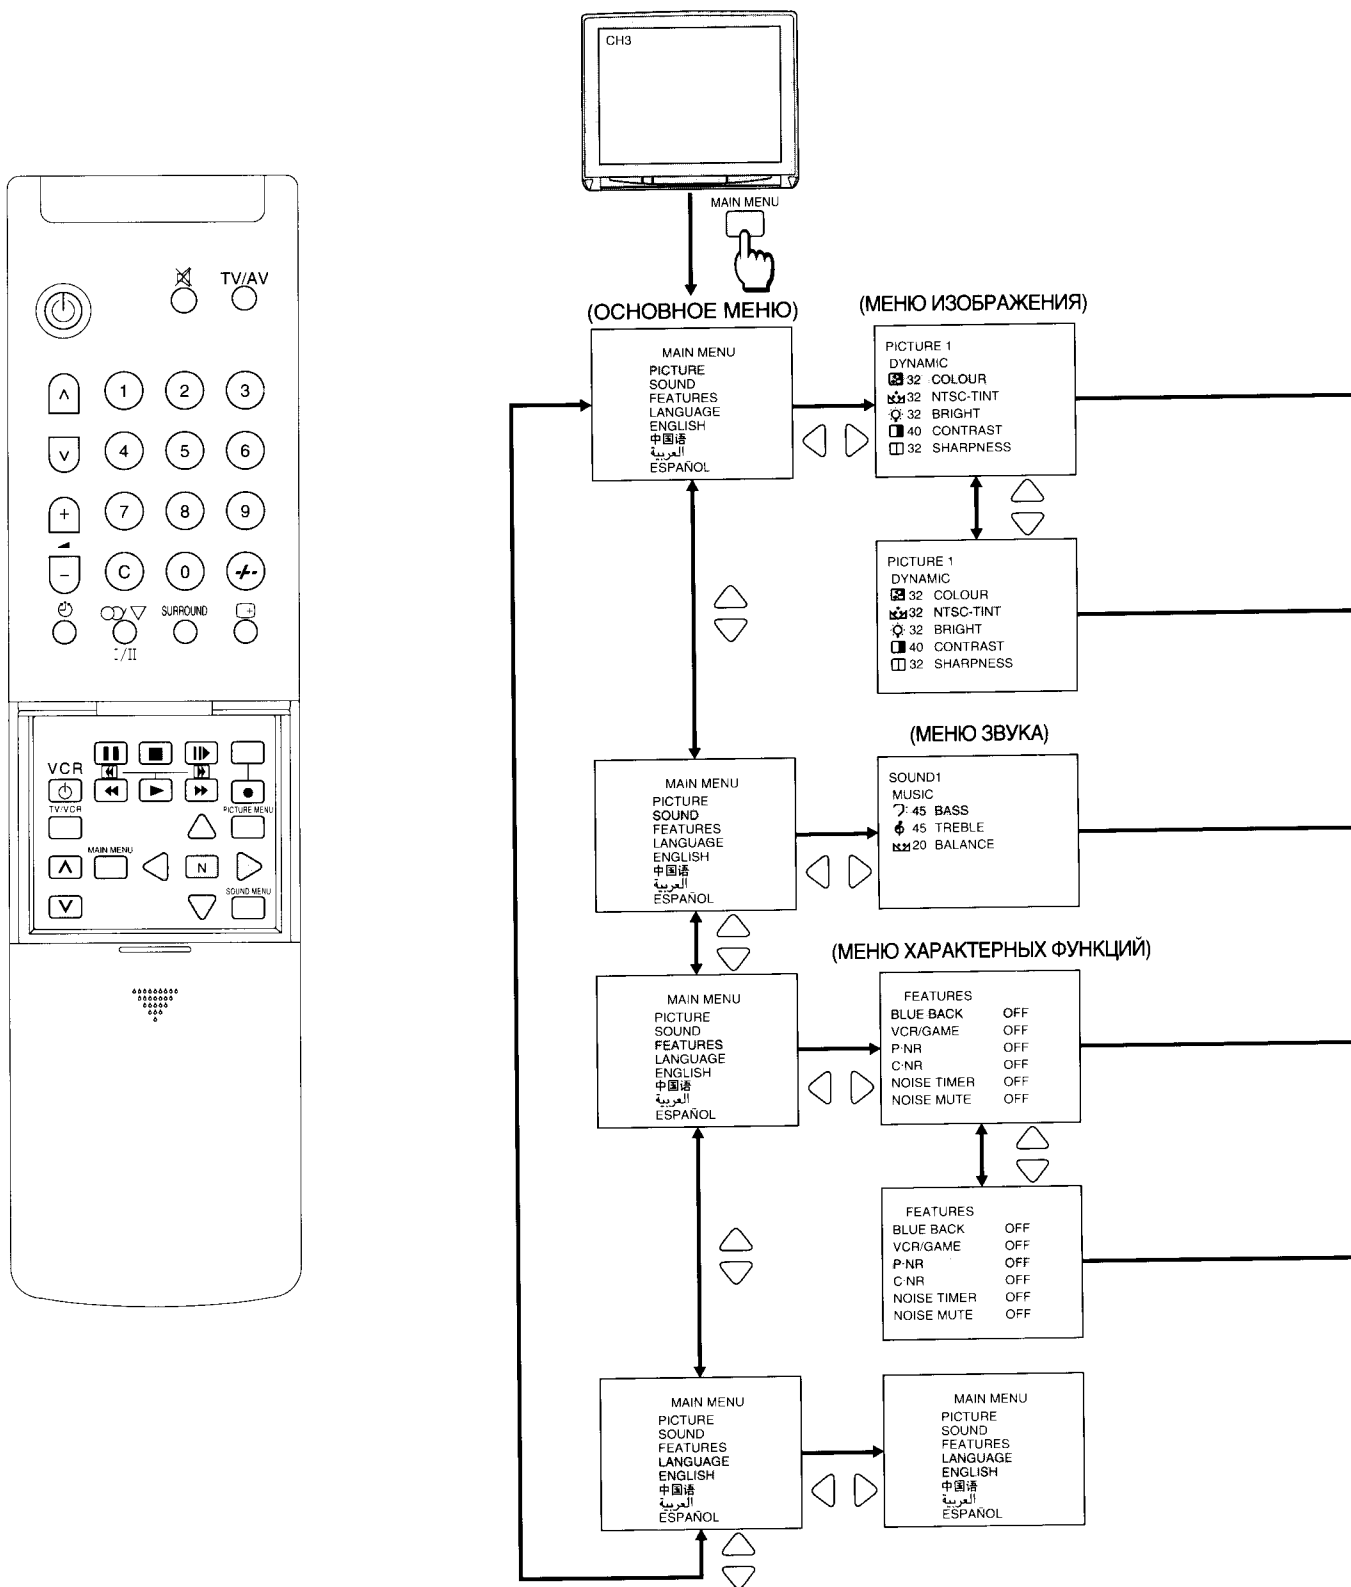 CH3
MAIN MENU
TV/AV
1 2 3
4 5 6
7 8 9
C 0 -/--
SURROUND
I/II
VCR
TV/VCR
PICTURE MENU
MAIN MENU
N
SOUND MENU
(ОСНОВНОЕ МЕНЮ)
MAIN MENU
PICTURE
SOUND
FEATURES
LANGUAGE
ENGLISH
中国语
العربية
ESPAÑOL
(МЕНЮ ИЗОБРАЖЕНИЯ)
PICTURE 1
DYNAMIC
32 COLOUR
32 NTSC-TINT
32 BRIGHT
40 CONTRAST
32 SHARPNESS
PICTURE 1
DYNAMIC
32 COLOUR
32 NTSC-TINT
32 BRIGHT
40 CONTRAST
32 SHARPNESS
MAIN MENU
PICTURE
SOUND
FEATURES
LANGUAGE
ENGLISH
中国语
العربية
ESPAÑOL
(МЕНЮ ЗВУКА)
SOUND1
MUSIC
45 BASS
45 TREBLE
20 BALANCE
MAIN MENU
PICTURE
SOUND
FEATURES
LANGUAGE
ENGLISH
中国语
العربية
ESPAÑOL
(МЕНЮ ХАРАКТЕРНЫХ ФУНКЦИЙ)
FEATURES
BLUE BACK OFF
VCR/GAME OFF
P·NR OFF
C·NR OFF
NOISE TIMER OFF
NOISE MUTE OFF
FEATURES
BLUE BACK OFF
VCR/GAME OFF
P·NR OFF
C·NR OFF
NOISE TIMER OFF
NOISE MUTE OFF
MAIN MENU
PICTURE
SOUND
FEATURES
LANGUAGE
ENGLISH
中国语
العربية
ESPAÑOL
MAIN MENU
PICTURE
SOUND
FEATURES
LANGUAGE
ENGLISH
中国语
العربية
ESPAÑOL